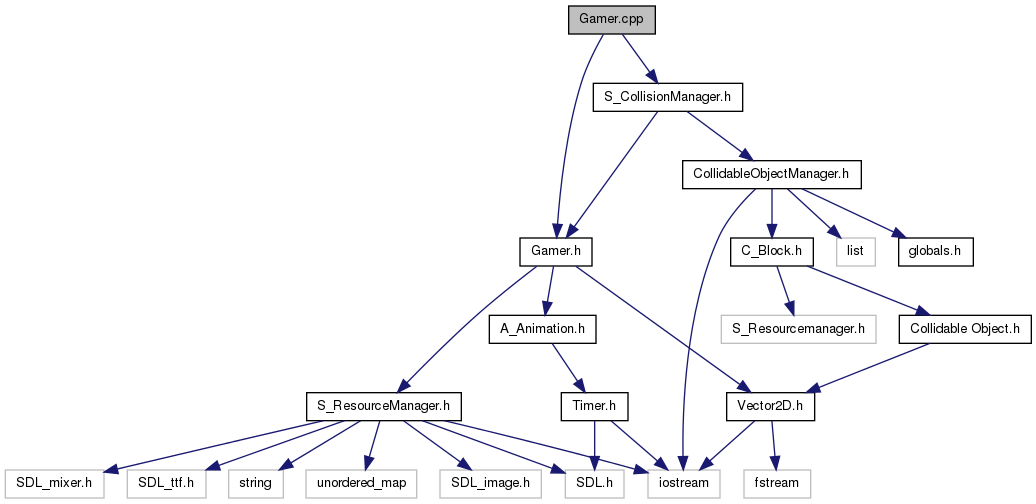 Gamer.cpp
S_CollisionManager.h
CollidableObjectManager.h
Gamer.h
C_Block.h
list
globals.h
A_Animation.h
S_Resourcemanager.h
Collidable Object.h
S_ResourceManager.h
Timer.h
Vector2D.h
SDL_mixer.h
SDL_ttf.h
string
unordered_map
SDL_image.h
SDL.h
iostream
fstream